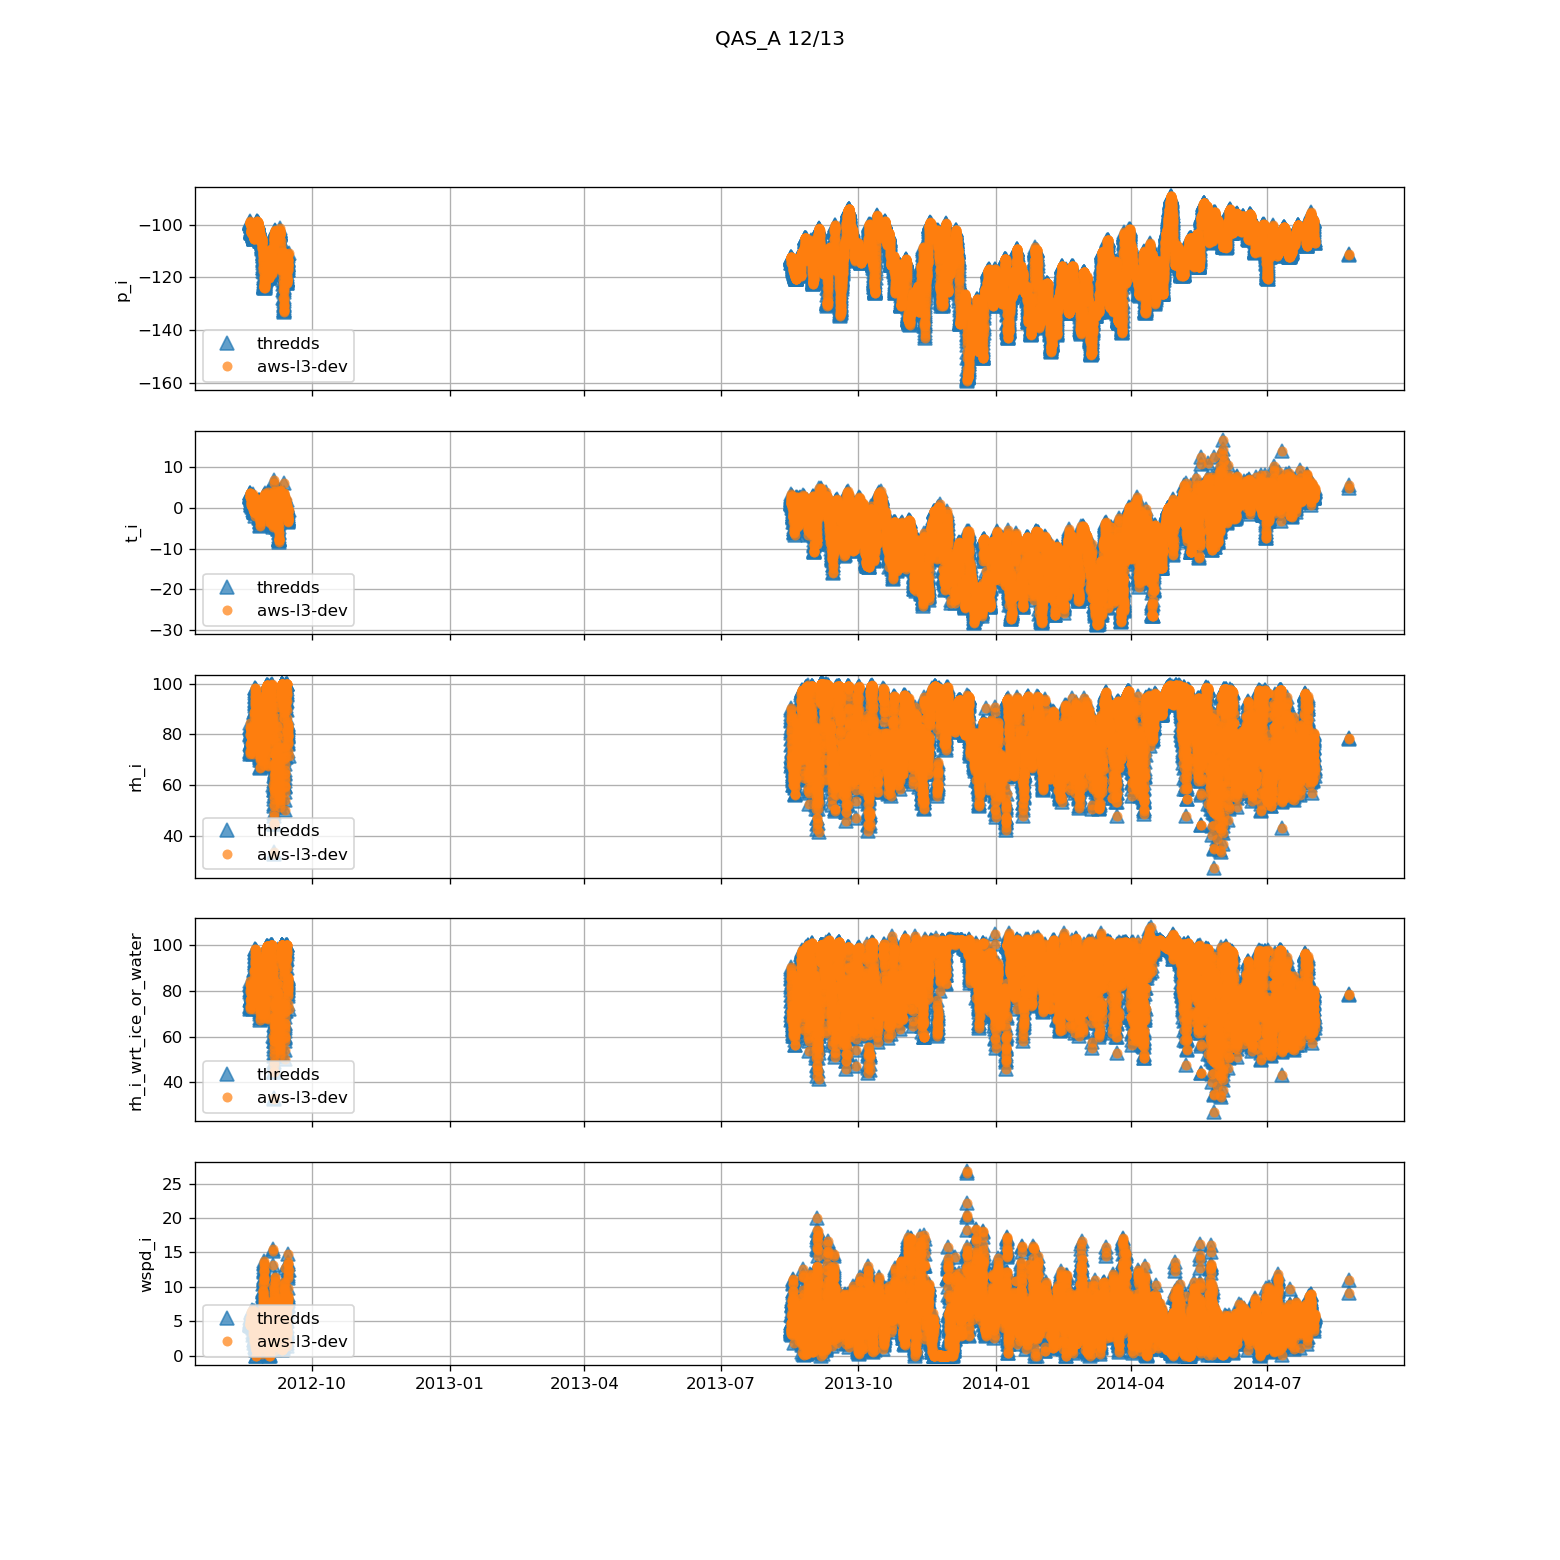 QAS_A 12/13
p_i
−100
−120
−140
−160
thredds
aws-l3-dev
t_i
10
0
−10
−20
−30
thredds
aws-l3-dev
rh_i
100
80
60
40
thredds
aws-l3-dev
rh_i_wrt_ice_or_water
100
80
60
40
thredds
aws-l3-dev
wspd_i
25
20
15
10
5
0
thredds
aws-l3-dev
2012-10 2013-01 2013-04 2013-07 2013-10 2014-01 2014-04 2014-07